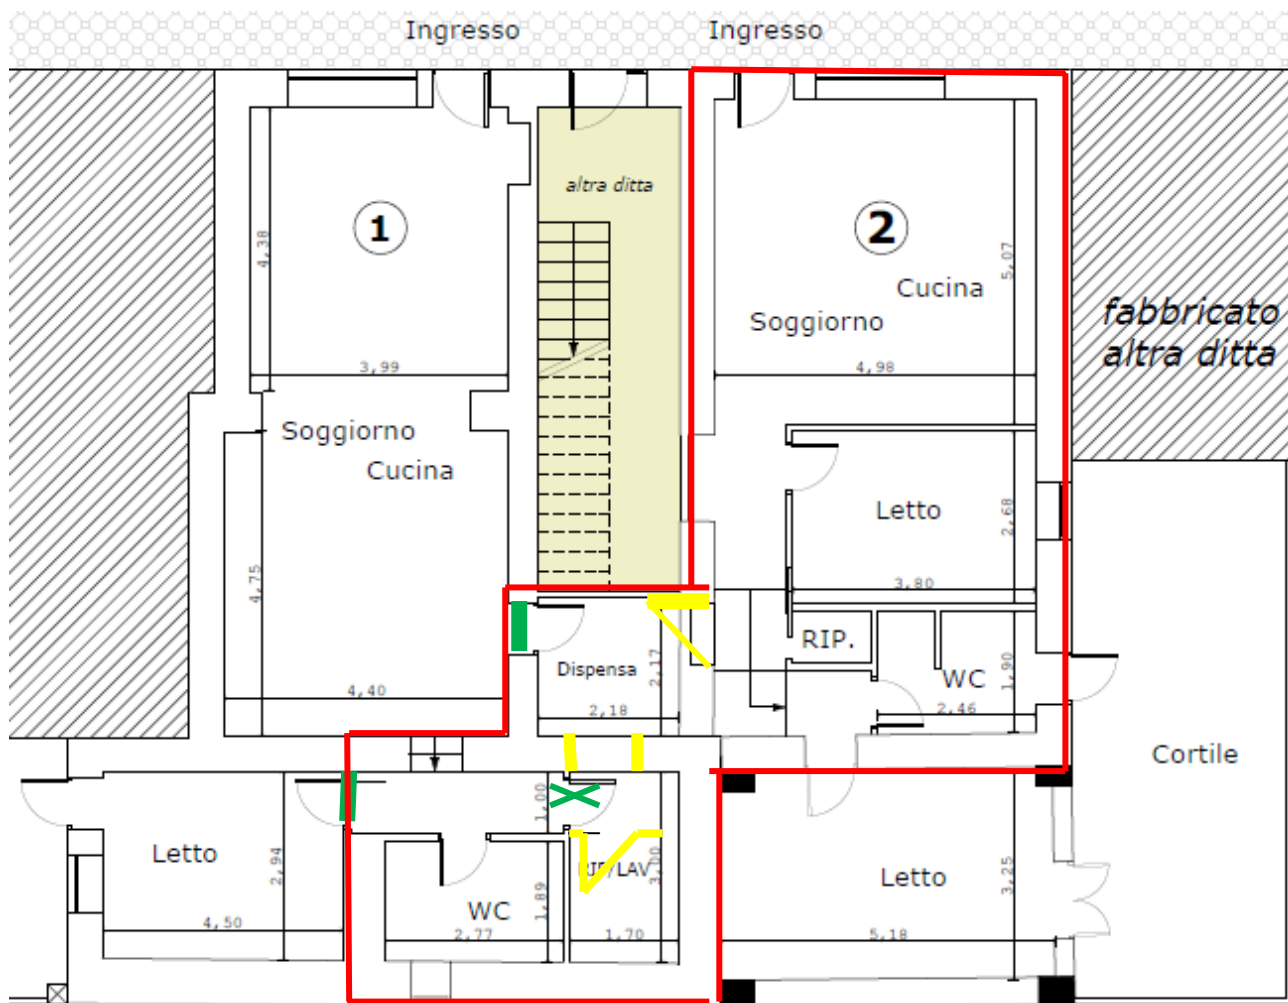 Ingresso
Ingresso
altra ditta
1
2
4,38
5,07
Cucina
Soggiorno
fabbricato
altra ditta
3,99
4,98
Soggiorno
Cucina
Letto
2,68
4,75
3,80
RIP.
Dispensa
2,17
WC
1,90
4,40
2,18
2,46
Cortile
1,00
Letto
2,94
RIP/LAV
3,00
Letto
3,25
WC
1,89
4,50
2,77
1,70
5,18